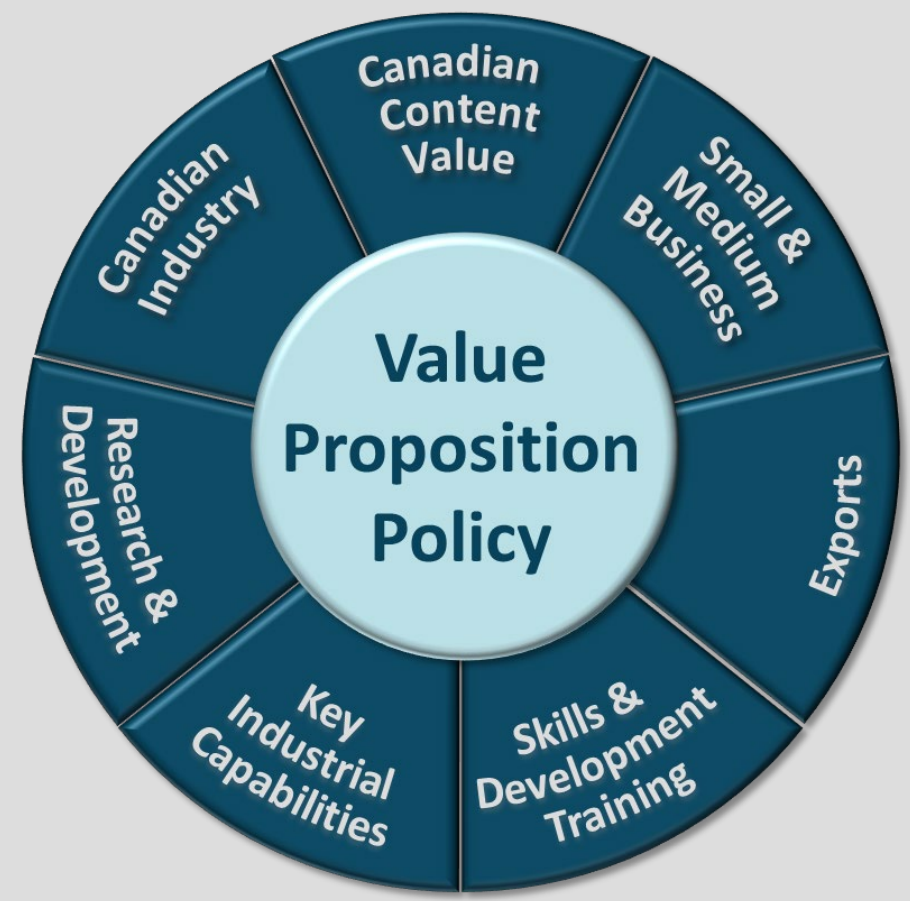 Canadian
Content
Value
Small &
Medium
Business
Exports
Skills &
Development
Training
Key
Industrial
Capabilities
Research &
Development
Canadian
Industry
Value
Proposition
Policy